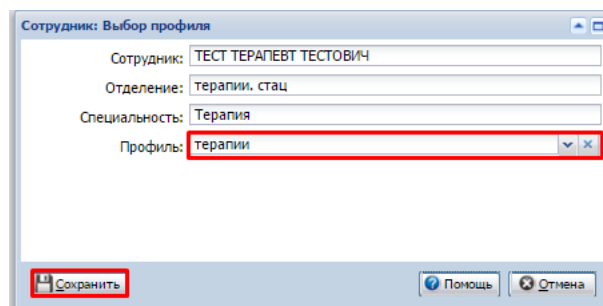 Сотрудник: Выбор профиля
Сотрудник: ТЕСТ ТЕРАПЕВТ ТЕСТОВИЧ
Отделение: терапии. стац
Специальность: Терапия
Профиль: терапии
Сохранить Помощь Отмена